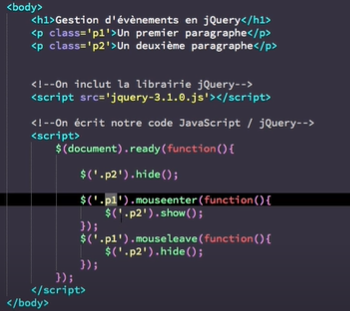 <body>
<h1>Gestion d'évènements en jQuery</h1>
<p class='p1'>Un premier paragraphe</p>
<p class='p2'>Un deuxième paragraphe</p>
<!--On inclut la librairie jQuery-->
<script src='jquery-3.1.0.js'></script>
<!--On écrit notre code JavaScript / jQuery-->
<script>
$(document).ready(function(){
$('.p2').hide();
$('.p1').mouseenter(function(){
$('.p2').show();
});
$('.p1').mouseleave(function(){
$('.p2').hide();
});
});
</script>
</body>